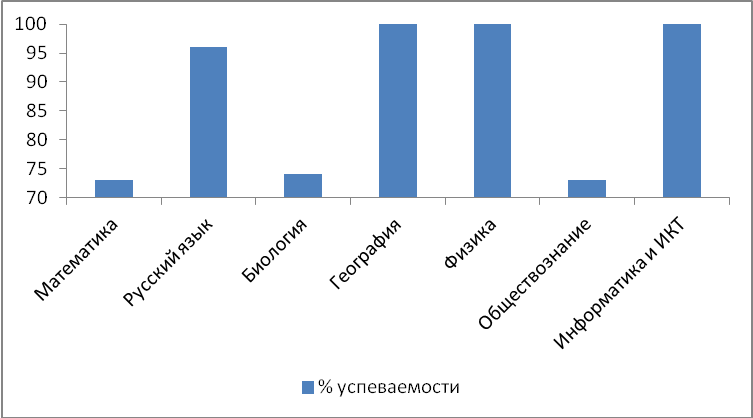 100
95
90
85
80
75
70
Математика
Русский язык
Биология
География
Физика
Обществознание
Информатика и ИКТ
% успеваемости